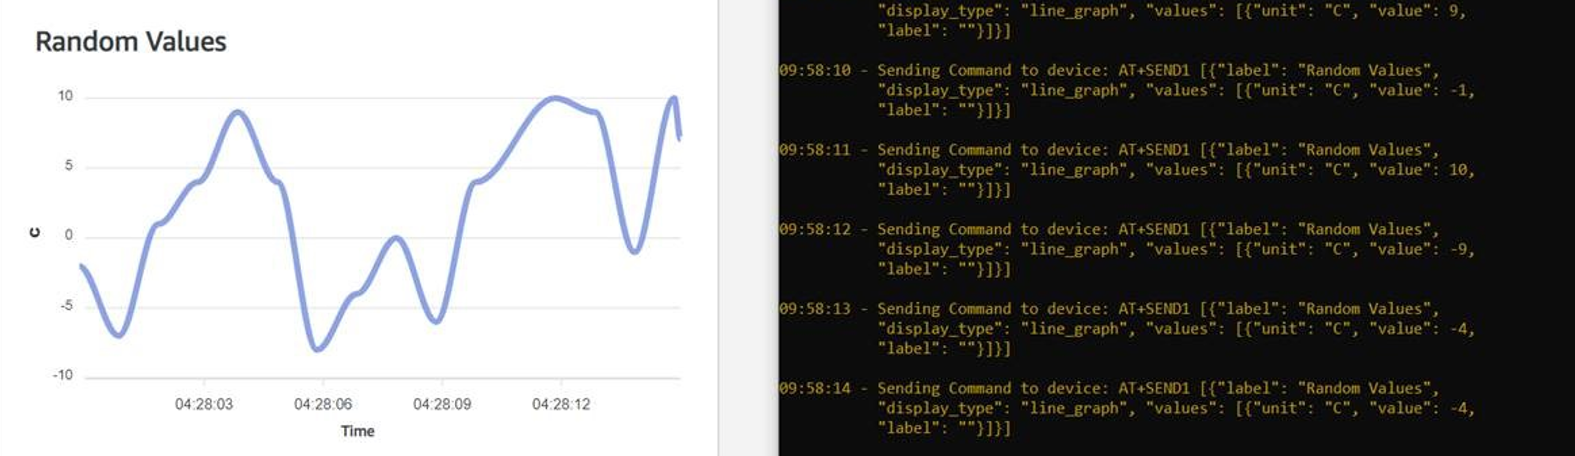 Random Values
10
5
0
-5
-10
C
04:28:03
04:28:06
04:28:09
04:28:12
Time
"display_type": "line_graph", "values": [{"unit": "C", "value": 9,
"label": ""}]}]
09:58:10 - Sending Command to device: AT+SEND1 [{"label": "Random Values",
"display_type": "line_graph", "values": [{"unit": "C", "value": -1,
"label": ""}]}]
09:58:11 - Sending Command to device: AT+SEND1 [{"label": "Random Values",
"display_type": "line_graph", "values": [{"unit": "C", "value": 10,
"label": ""}]}]
09:58:12 - Sending Command to device: AT+SEND1 [{"label": "Random Values",
"display_type": "line_graph", "values": [{"unit": "C", "value": -9,
"label": ""}]}]
09:58:13 - Sending Command to device: AT+SEND1 [{"label": "Random Values",
"display_type": "line_graph", "values": [{"unit": "C", "value": -4,
"label": ""}]}]
09:58:14 - Sending Command to device: AT+SEND1 [{"label": "Random Values",
"display_type": "line_graph", "values": [{"unit": "C", "value": -4,
"label": ""}]}]